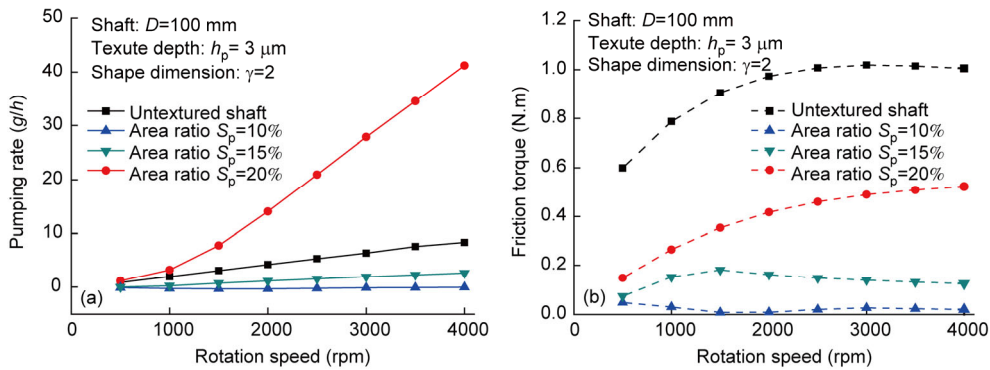 Shaft: D=100 mm
Texute depth: hp= 3 μm
Shape dimension: γ=2
Untextured shaft
Area ratio Sp=10%
Area ratio Sp=15%
Area ratio Sp=20%
Pumping rate (g/h)
50
40
30
20
10
0
(a)
0
1000
2000
3000
4000
Rotation speed (rpm)
Shaft: D=100 mm
Texute depth: hp= 3 μm
Shape dimension: γ=2
Untextured shaft
Area ratio Sp=10%
Area ratio Sp=15%
Area ratio Sp=20%
Friction torque (N.m)
1.2
1.0
0.8
0.6
0.4
0.2
0.0
(b)
0
1000
2000
3000
4000
Rotation speed (rpm)